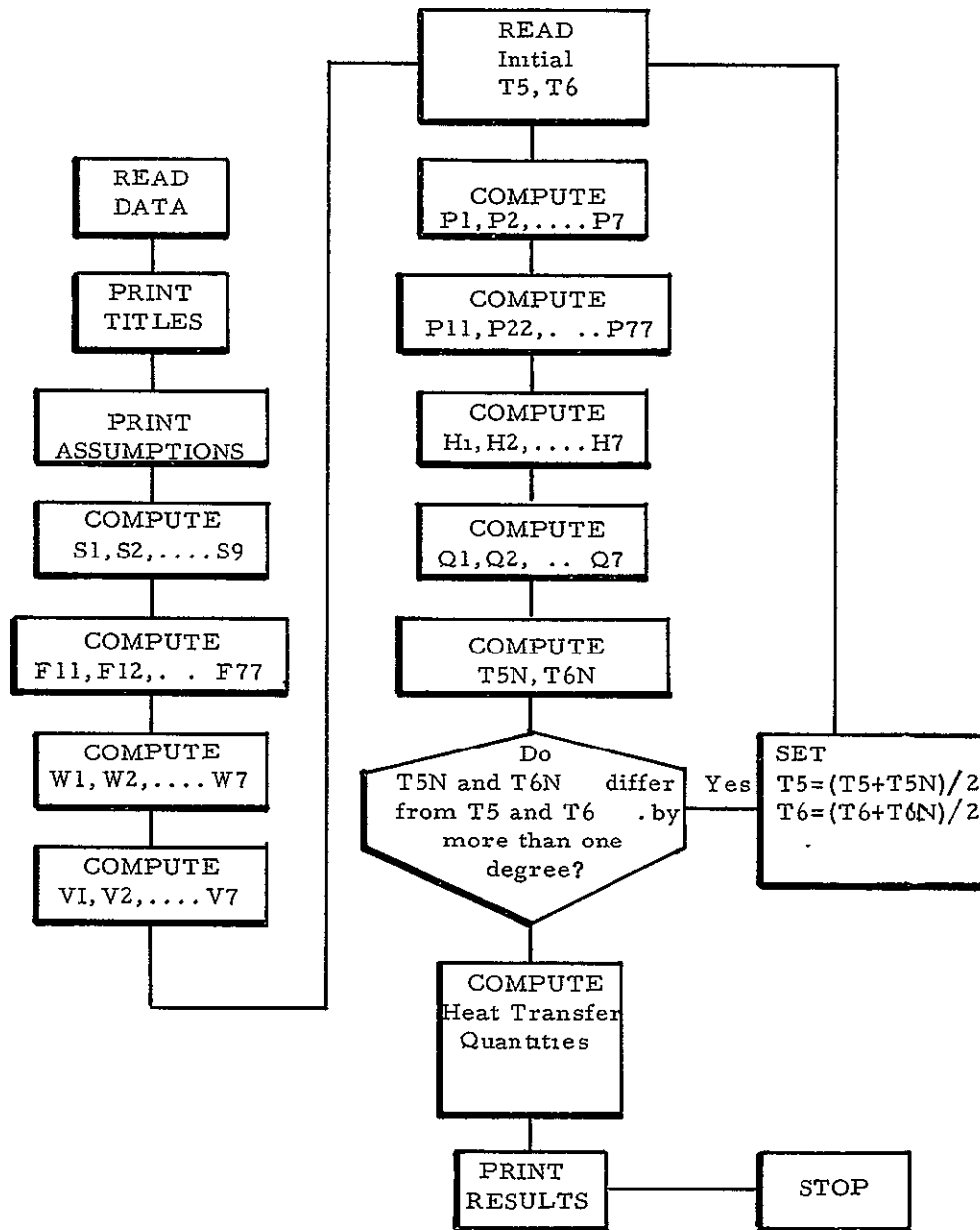 READ
DATA
PRINT
TITLES
PRINT
ASSUMPTIONS
COMPUTE
S1, S2, . . . . S9
COMPUTE
F11, F12, . . F77
COMPUTE
W1, W2, . . . . W7
COMPUTE
V1, V2, . . . . V7
READ
Initial
T5, T6
COMPUTE
P1, P2, . . . . P7
COMPUTE
P11, P22, . . . P77
COMPUTE
H1, H2, . . . . H7
COMPUTE
Q1, Q2, . . Q7
COMPUTE
T5N, T6N
Do
T5N and T6N differ
from T5 and T6 . by
more than one
degree?
Yes
SET
T5=(T5+T5N)/2
T6=(T6+T6N)/2
.
COMPUTE
Heat Transfer
Quantities
PRINT
RESULTS
STOP